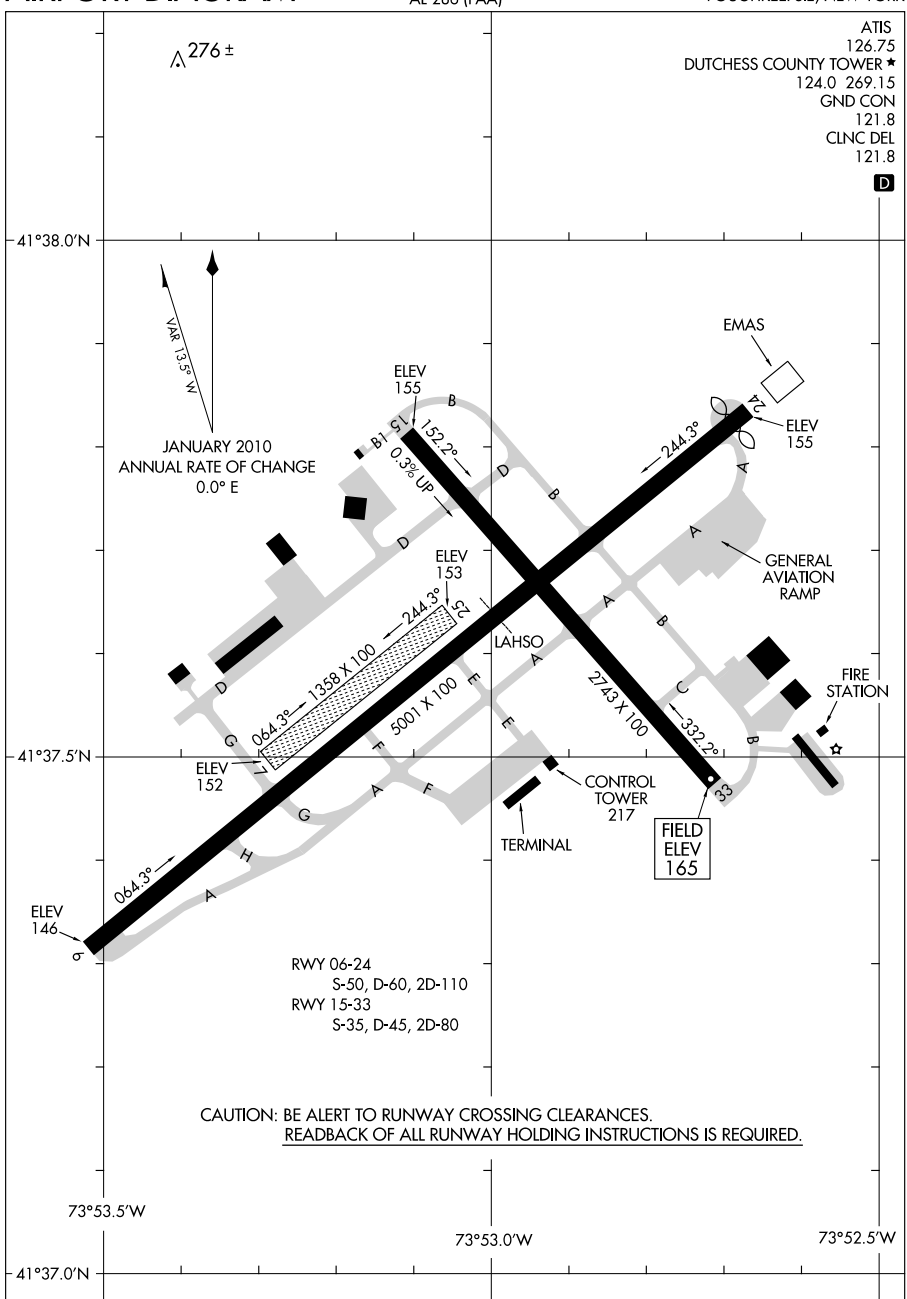 AIRPORT DIAGRAM
AL-286 (FAA)
POUGHKEEPSIE, NEW YORK
276 ±
ATIS
126.75
DUTCHESS COUNTY TOWER ★
124.0 269.15
GND CON
121.8
CLNC DEL
121.8
D
41°38.0'N
VAR 13.5° W
JANUARY 2010
ANNUAL RATE OF CHANGE
0.0° E
EMAS
ELEV
155
B
24
ELEV
155
15
B1
152.2°
0.3% UP
D
244.3°
A
B
D
A
GENERAL
AVIATION
RAMP
ELEV
153
25
244.3°
LAHSO
A
B
A
1358 X 100
064.3°
D
E
2743 X 100
C
FIRE
STATION
5001 X 100
E
332.2°
B
G
F
41°37.5'N
ELEV
152
7
A
F
CONTROL
TOWER
217
33
G
TERMINAL
FIELD
ELEV
165
H
064.3°
A
ELEV
146
6
RWY 06-24
S-50, D-60, 2D-110
RWY 15-33
S-35, D-45, 2D-80
CAUTION: BE ALERT TO RUNWAY CROSSING CLEARANCES.
READBACK OF ALL RUNWAY HOLDING INSTRUCTIONS IS REQUIRED.
73°53.5'W
73°53.0'W
73°52.5'W
41°37.0'N